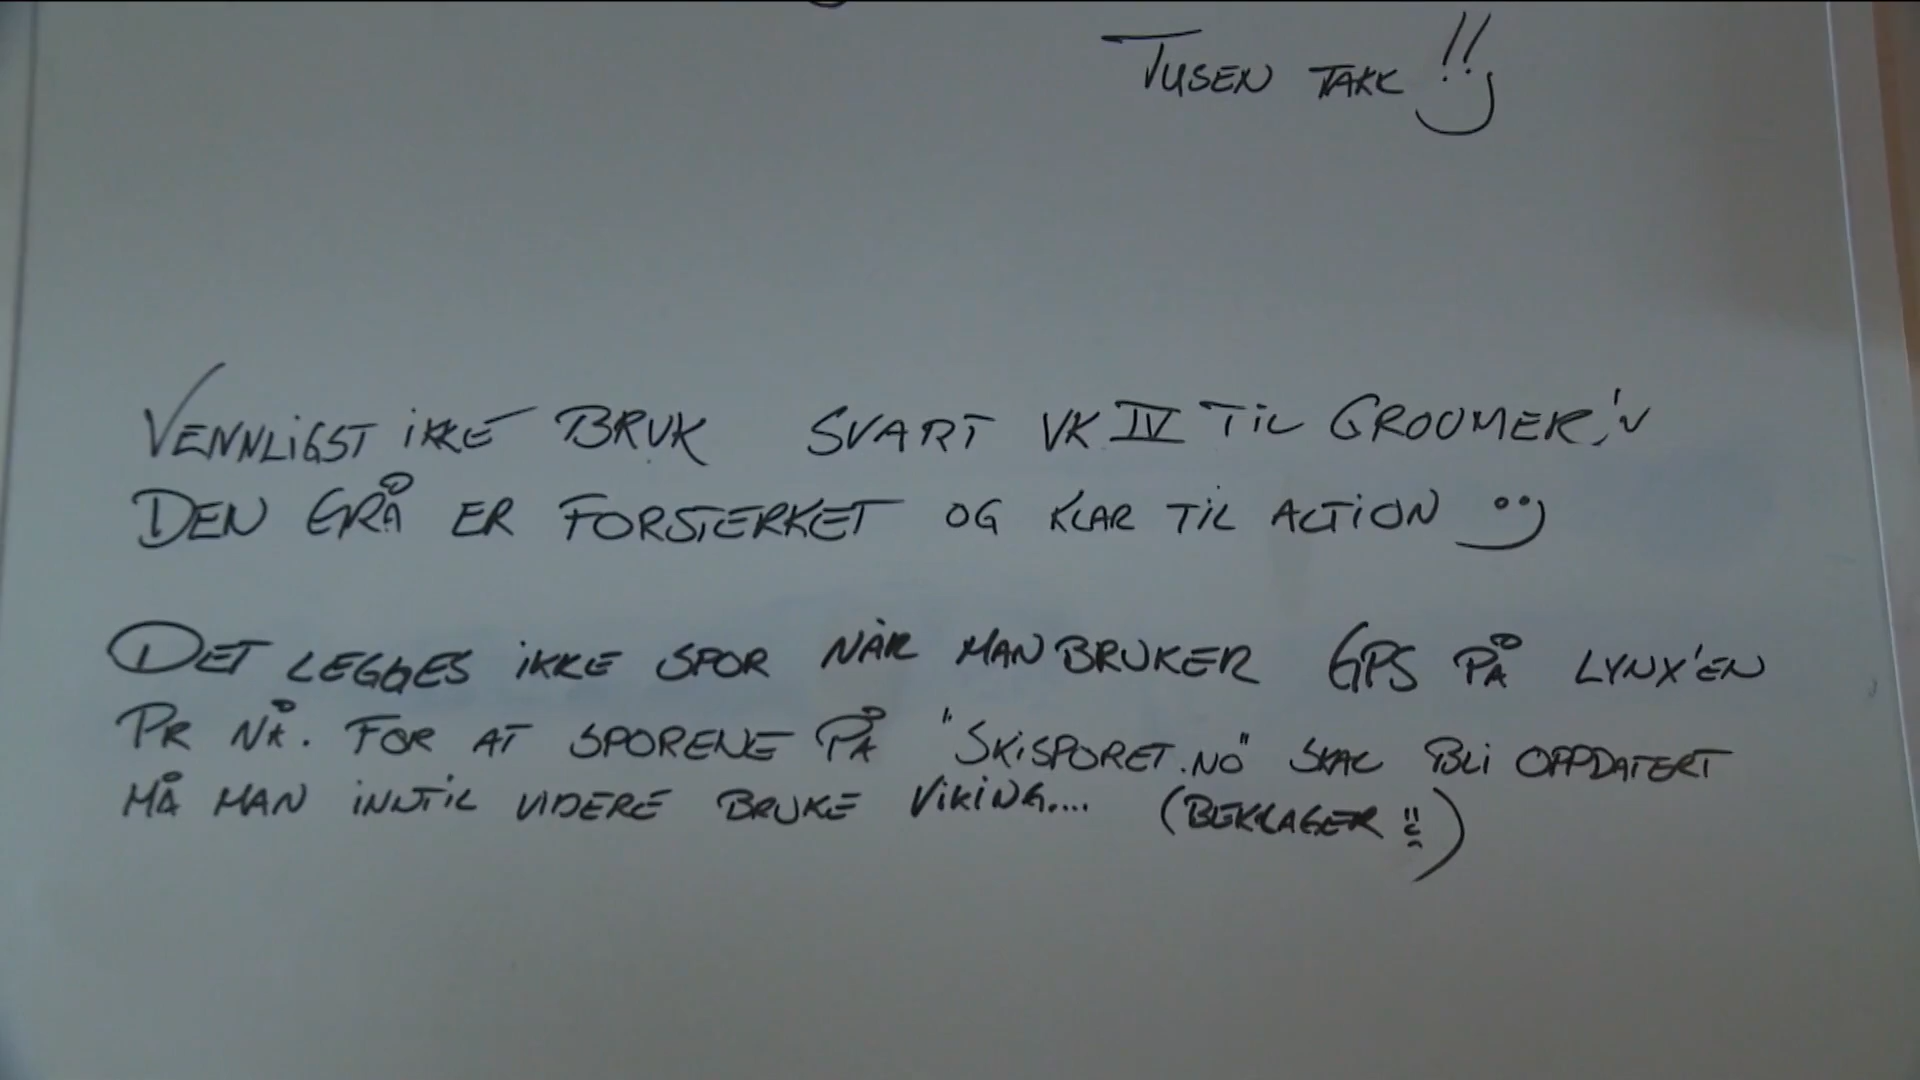 TUSEN TAKK !!
VENNLIGST IKKE BRUK SVART VK IV TIL GROOMER'N
DEN GRÅ ER FORSTERKET OG KLAR TIL ACTION
DET LEGGES IKKE SPOR NÅR MAN BRUKER GPS PÅ LYNX'EN
PR NÅ. FOR AT SPORENE PÅ "SKISPORET.NO" SKAL BLI OPPDATERT
MÅ MAN INNTIL VIDERE BRUKE VIKING.... (BEKLAGER !!)